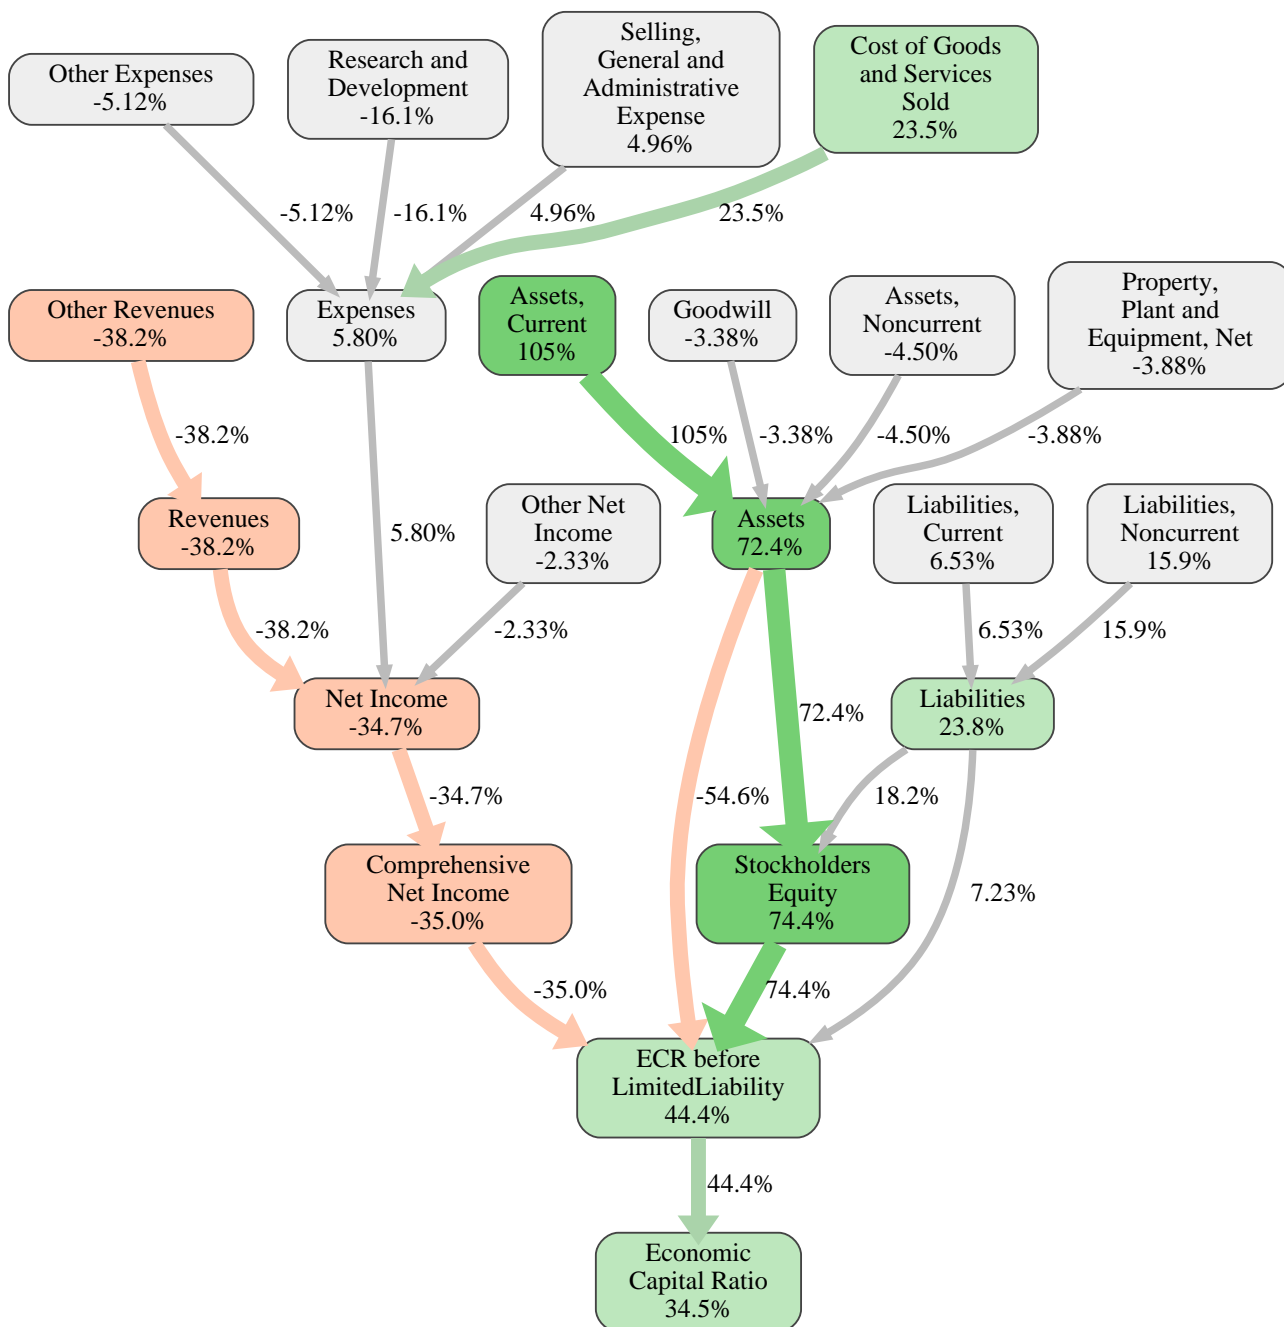 Other Expenses
-5.12%
Research and
Development
-16.1%
Selling,
General and
Administrative
Expense
4.96%
Cost of Goods
and Services
Sold
23.5%
-5.12%
-16.1%
4.96%
23.5%
Other Revenues
-38.2%
Expenses
5.80%
Assets,
Current
105%
Goodwill
-3.38%
Assets,
Noncurrent
-4.50%
Property,
Plant and
Equipment, Net
-3.88%
-38.2%
105%
-3.38%
-4.50%
-3.88%
Revenues
-38.2%
5.80%
Other Net
Income
-2.33%
Assets
72.4%
Liabilities,
Current
6.53%
Liabilities,
Noncurrent
15.9%
-38.2%
-2.33%
6.53%
15.9%
Net Income
-34.7%
72.4%
Liabilities
23.8%
-34.7%
-54.6%
18.2%
Comprehensive
Net Income
-35.0%
Stockholders
Equity
74.4%
7.23%
-35.0%
74.4%
ECR before
LimitedLiability
44.4%
44.4%
Economic
Capital Ratio
34.5%